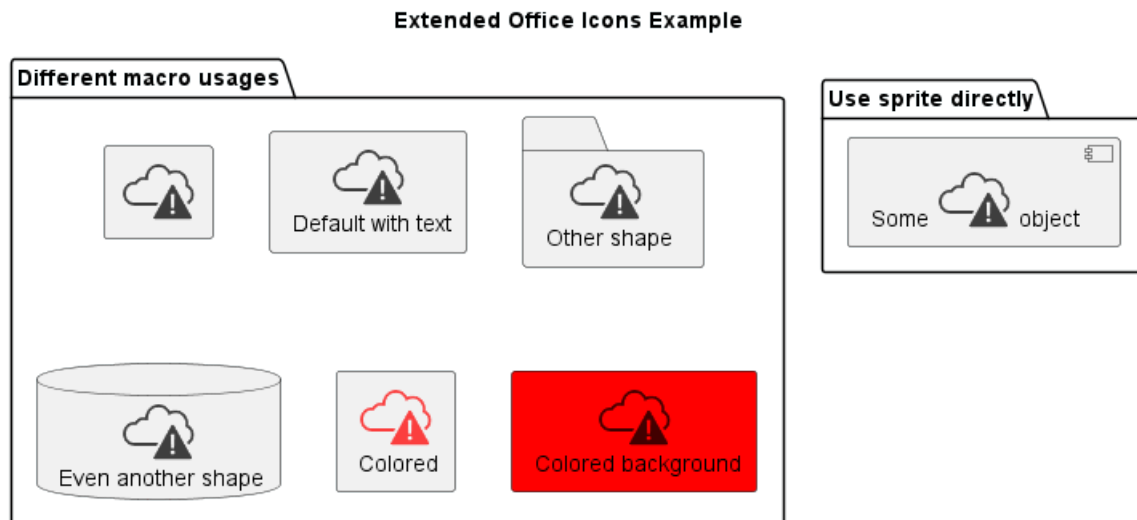 Extended Office Icons Example
Different macro usages
Use sprite directly
Default with text
Other shape
Some object
Even another shape
Colored
Colored background